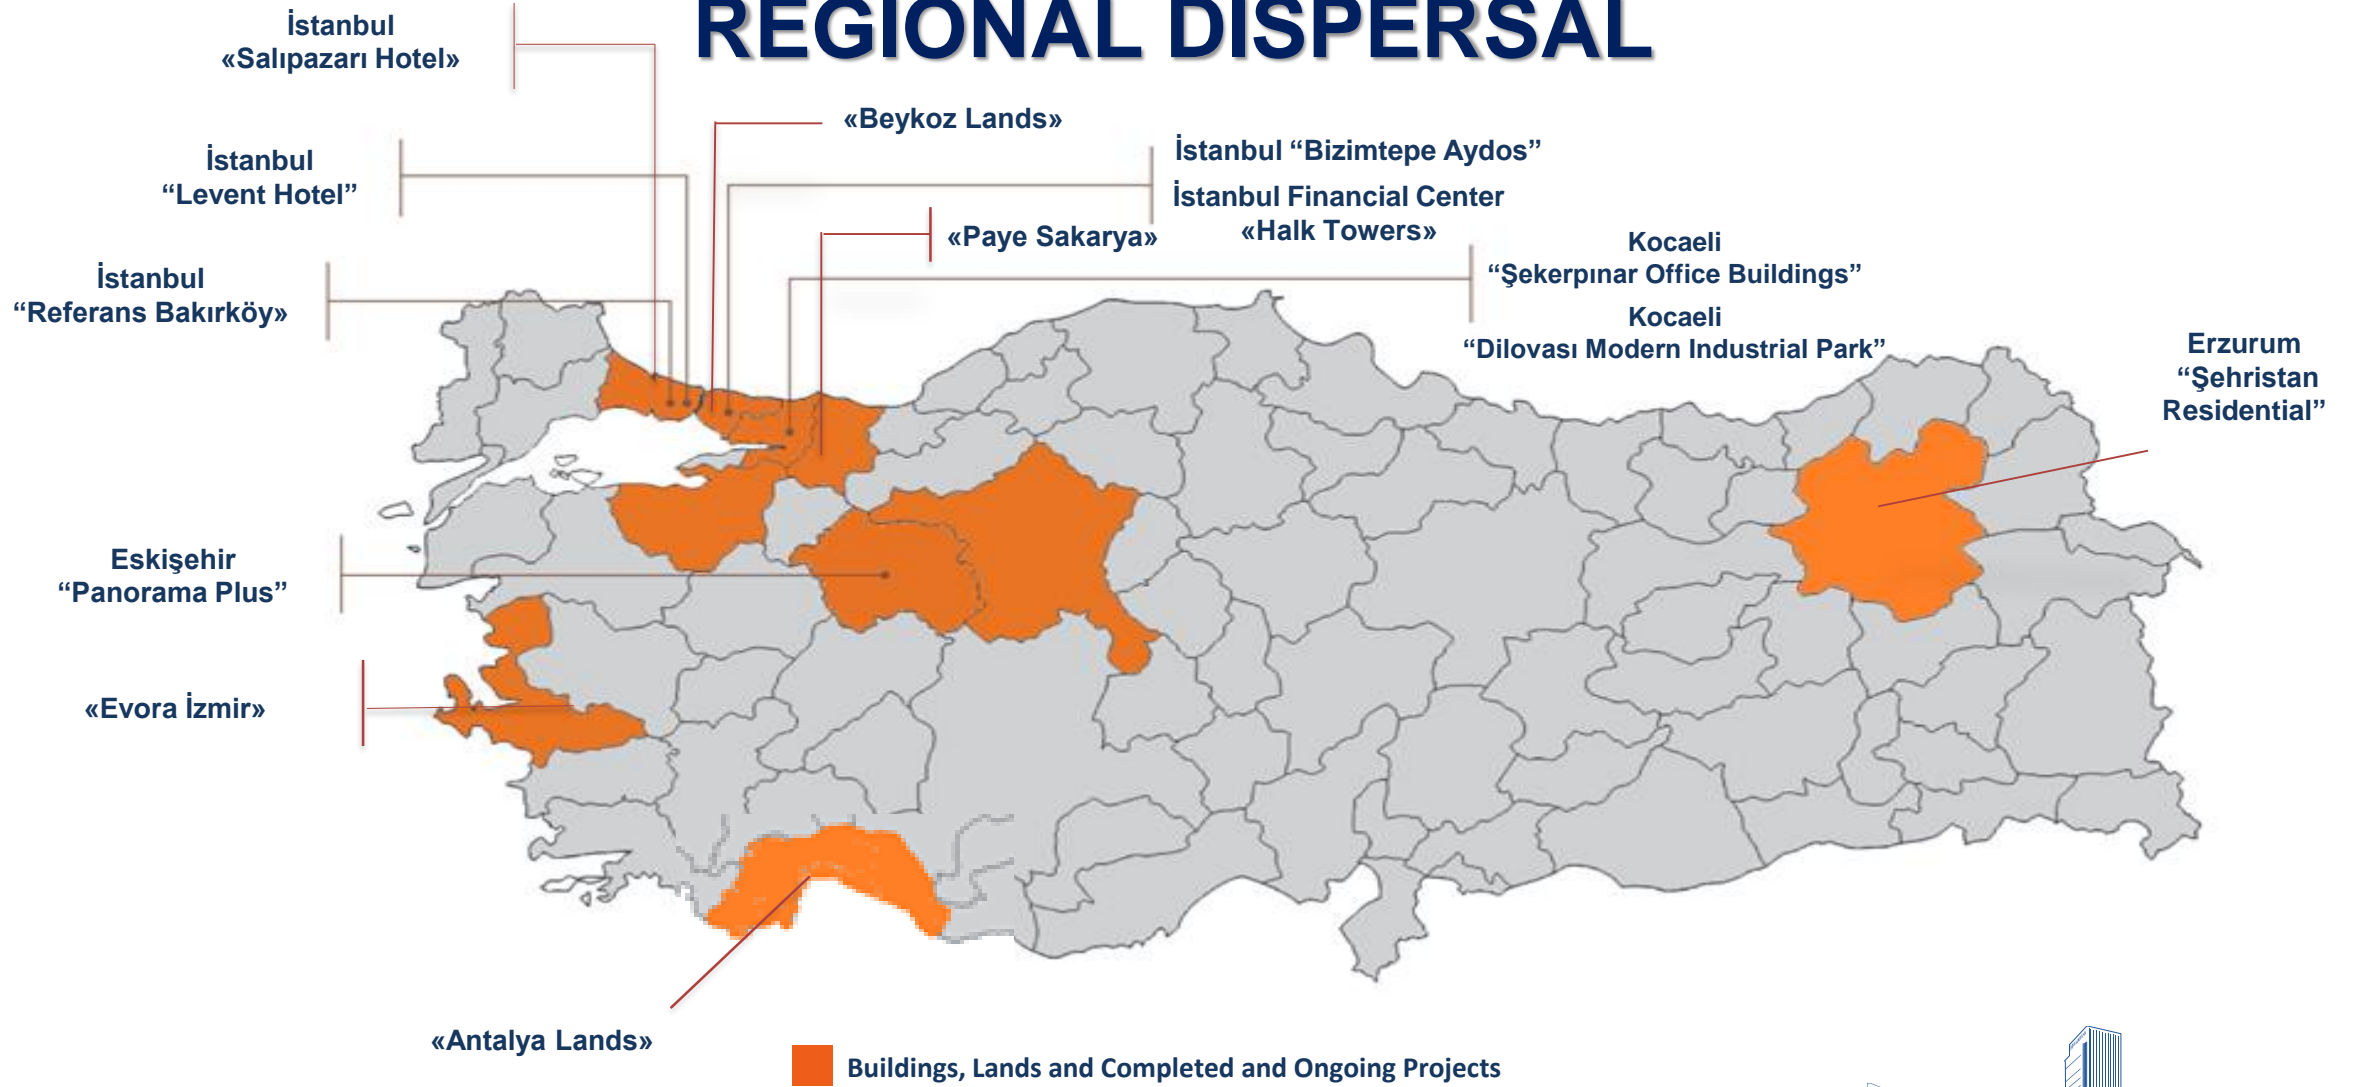 REGIONAL DISPERSAL
İstanbul
«Salıpazarı Hotel»
«Beykoz Lands»
İstanbul
“Levent Hotel”
İstanbul “Bizimtepe Aydos”
İstanbul Financial Center
«Halk Towers»
«Paye Sakarya»
Kocaeli
“Şekerpınar Office Buildings”
Kocaeli
“Dilovası Modern Industrial Park”
İstanbul
“Referans Bakırköy»
Erzurum
“Şehristan
Residential”
Eskişehir
“Panorama Plus”
«Evora İzmir»
«Antalya Lands»
Buildings, Lands and Completed and Ongoing Projects